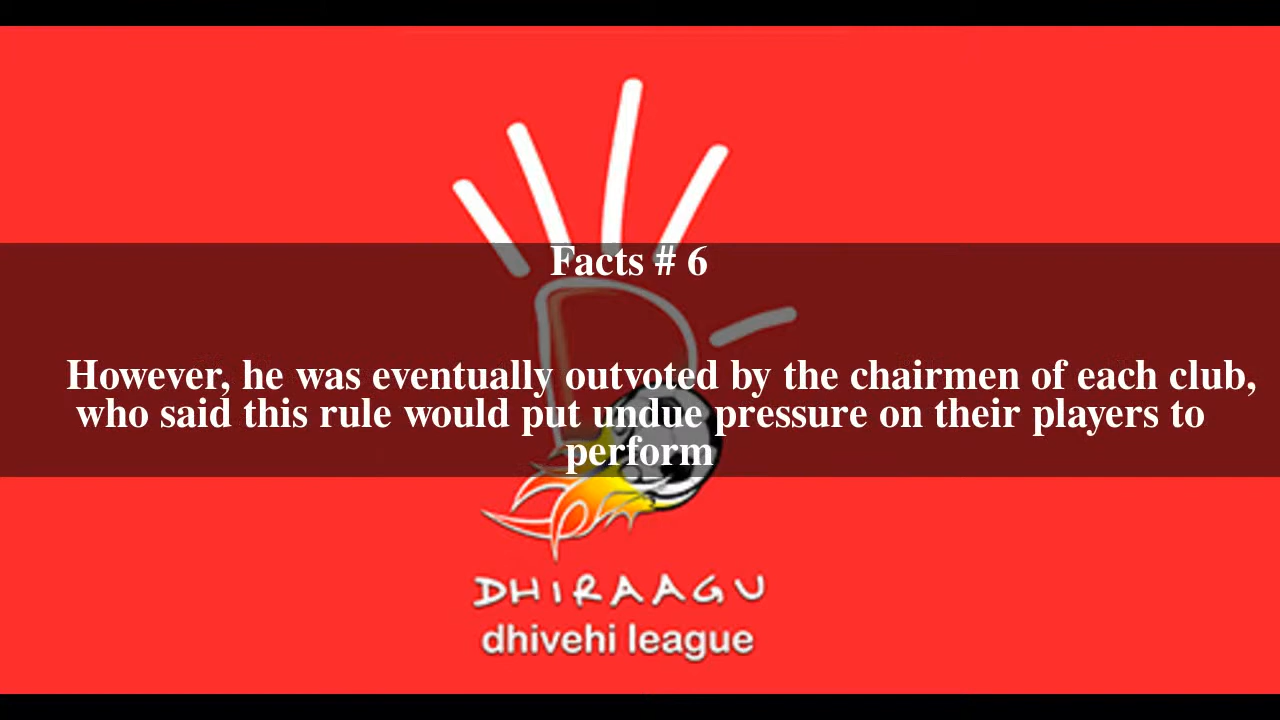 Facts # 6
However, he was eventually outvoted by the chairmen of each club,
who said this rule would put undue pressure on their players to
perform
DHIRAAGU
dhivehi league